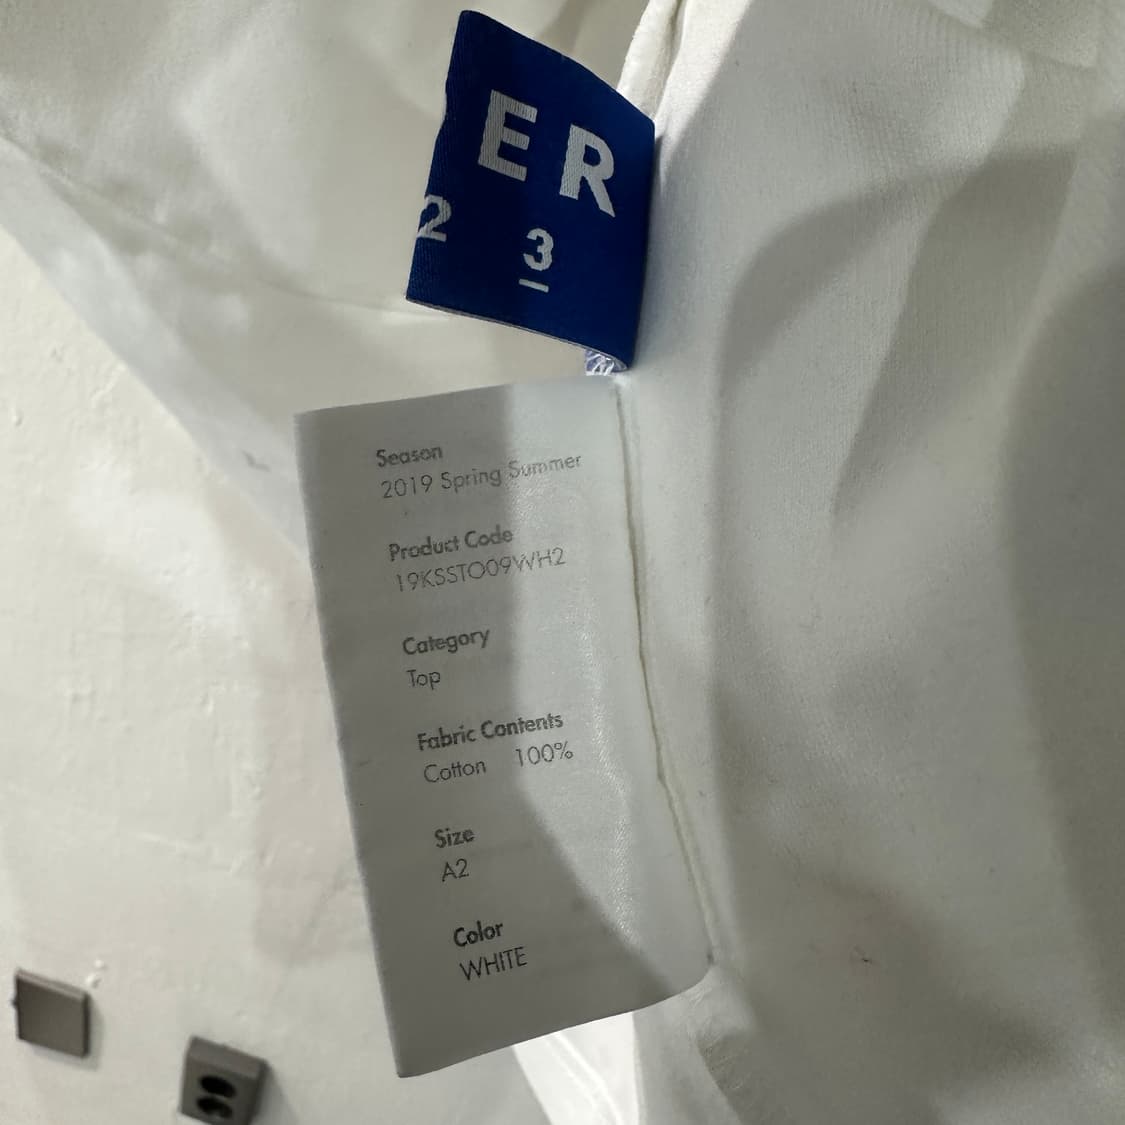 ER
2 3
Season
2019 Spring Summer
Product Code
19KSSTO09WH2
Category
Top
Fabric Contents
Cotton 100%
Size
A2
Color
WHITE